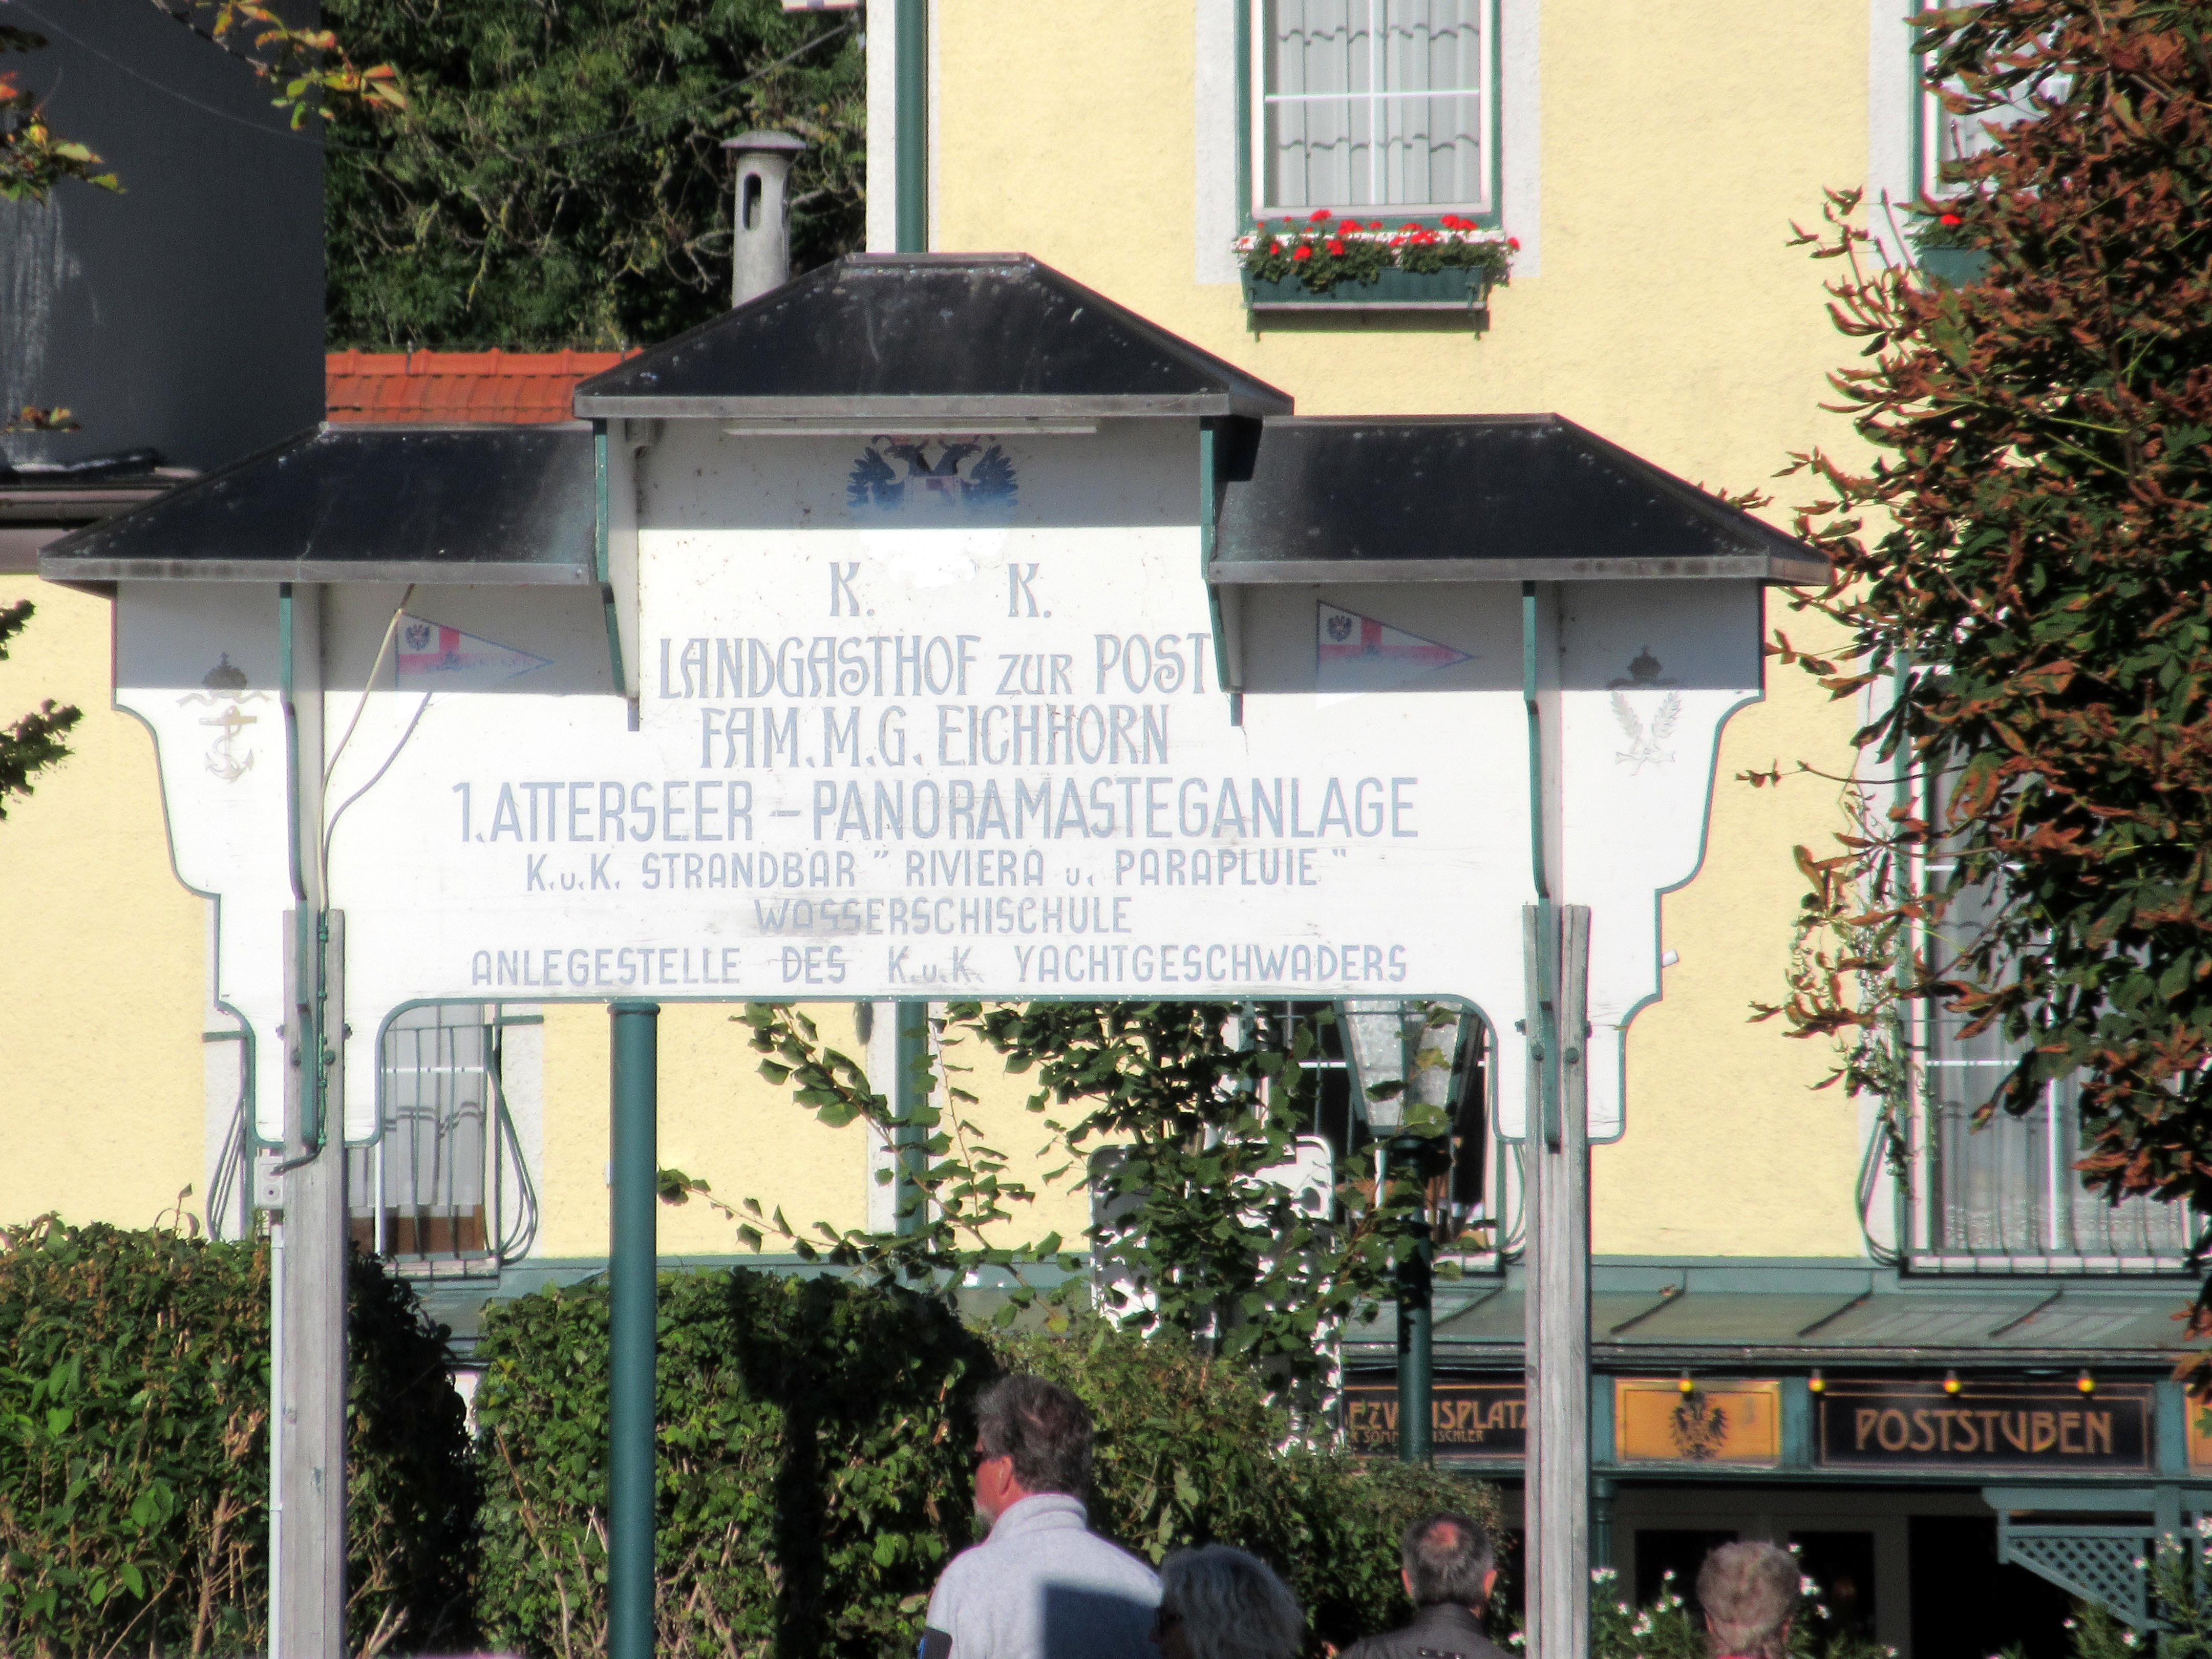 K. K.
LANDGASTHOF ZUR POST
FAM. M. G. EICHHORN
1. ATTERSEER – PANORAMASTEGANLAGE
K.u.K. STRANDBAR " RIVIERA u. PARAPLUIE "
WASSERSCHISCHULE
ANLEGESTELLE DES K.u.K YACHTGESCHWADERS
POSTSTUBEN